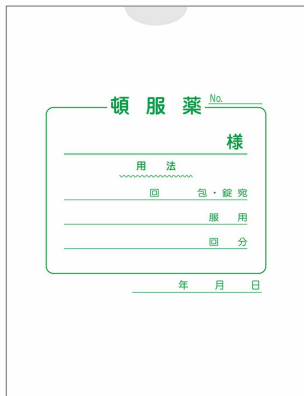 頓服薬 No.
様
用法
回 包・錠宛
服用
回分
年 月 日